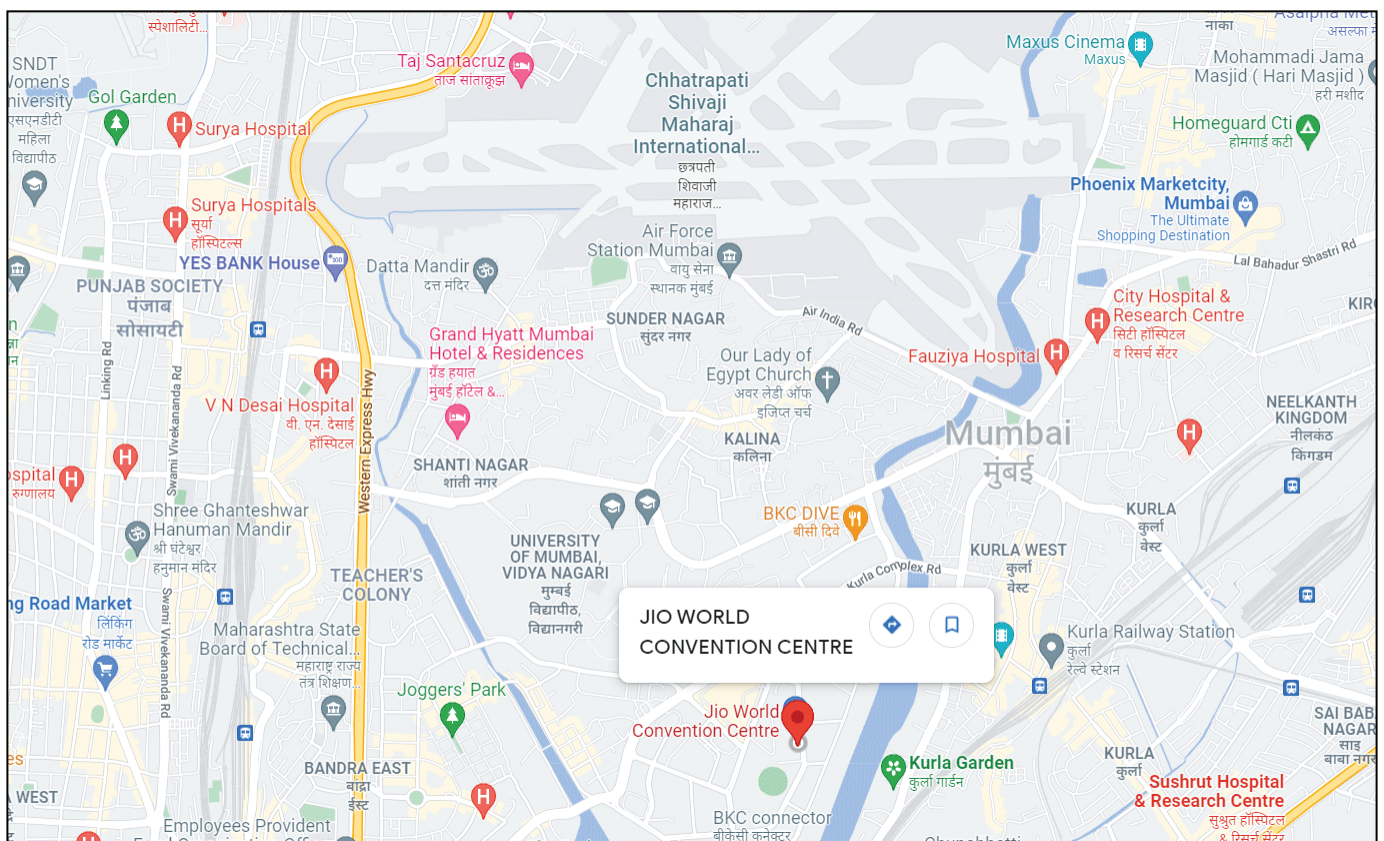 स्पेशालिटी...
Taj Santacruz
ताज सांताक्रूझ
Chhatrapati
Shivaji
Maharaj
International...
छत्रपती
शिवाजी
महाराज...
Maxus Cinema
Maxus
नाका
Mohammadi Jama
Masjid ( Hari Masjid )
हरी मशीद
SNDT
Gol Garden
महिला
विद्यापीठ
Surya Hospital
Homeguard Cti
होमगार्ड कटी
Surya Hospitals
सूर्या
हॉस्पिटल्स
Phoenix Marketcity,
Mumbai
The Ultimate
Shopping Destination
Air Force
Station Mumbai
वायु सेना
स्थानक मुंबई
YES BANK House
Datta Mandir
दत्त मंदिर
Lal Bahadur Shastri Rd
PUNJAB SOCIETY
पंजाब
सोसायटी
City Hospital &
Research Centre
सिटी हॉस्पिटल
व रिसर्च सेंटर
SUNDER NAGAR
सुंदर नगर
Air India Rd
Grand Hyatt Mumbai
Hotel & Residences
ग्रँड हयात
मुंबई हॉटेल &...
Fauziya Hospital
Our Lady of
Egypt Church
अवर लेडी ऑफ
इजिप्त चर्च
Linking Rd
Swami Vivekananda Rd
Western Express Hwy
V N Desai Hospital
वी. एन. देसाई
हॉस्पिटल
NEELKANTH
KINGDOM
नीलकंठ
किंगडम
KALINA
कलिना
Mumbai
मुंबई
SHANTI NAGAR
शांती नगर
रुग्णालय
Shree Ghanteshwar
Hanuman Mandir
श्री घंटेश्वर
हनुमान मंदिर
BKC DIVE
बीसी दिवे
KURLA
कुर्ला
वेस्ट
UNIVERSITY
OF MUMBAI,
VIDYA NAGARI
मुम्बई
विद्यापीठ,
विद्यानगरी
KURLA WEST
कुर्ला
वेस्ट
TEACHER'S
COLONY
Kurla Complex Rd
ng Road Market
लिंकिंग
रोड मार्केट
Swami Vivekananda Rd
JIO WORLD
CONVENTION CENTRE
Maharashtra State
Board of Technical...
महाराष्ट्र राज्य
तंत्र शिक्षण...
Kurla Railway Station
कुर्ला
रेल्वे स्टेशन
Joggers' Park
Jio World
Convention Centre
SAI BAB
NAGAR
साइ
बाबा नगर
KURLA
कुर्ला
BANDRA EAST
बांद्रा
ईस्ट
Kurla Garden
कुर्ला गार्डन
Sushrut Hospital
& Research Centre
सुश्रुत हॉस्पिटल
& रिसर्च सेंटर
WEST
BKC connector
बीकेसी कनेक्टर
Employees Provident